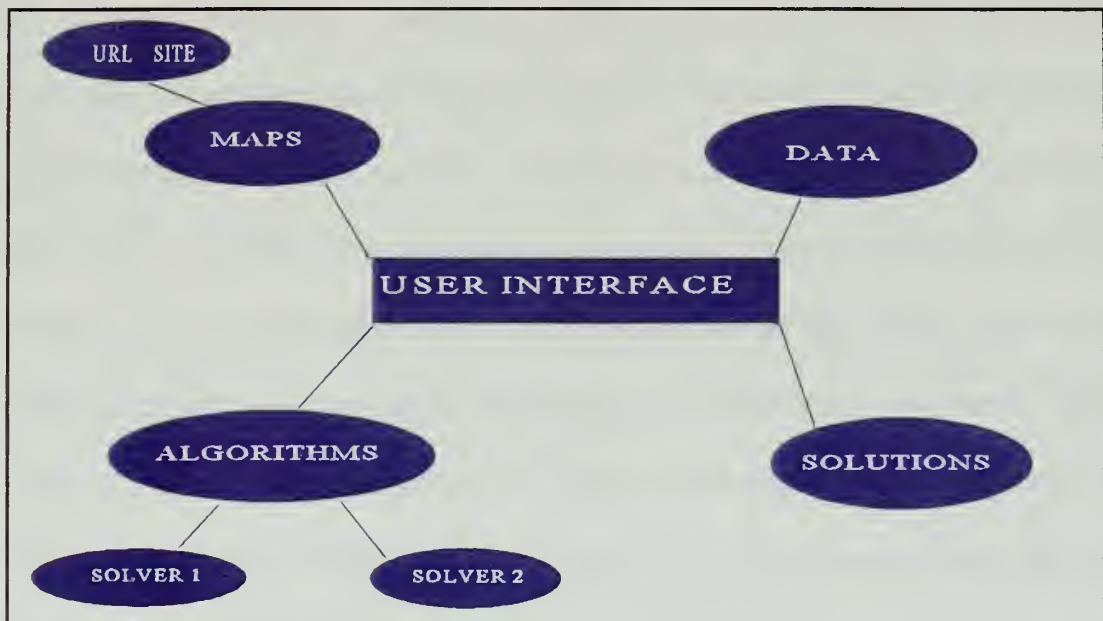 URL SITE
MAPS
DATA
USER INTERFACE
ALGORITHMS
SOLUTIONS
SOLVER 1
SOLVER 2